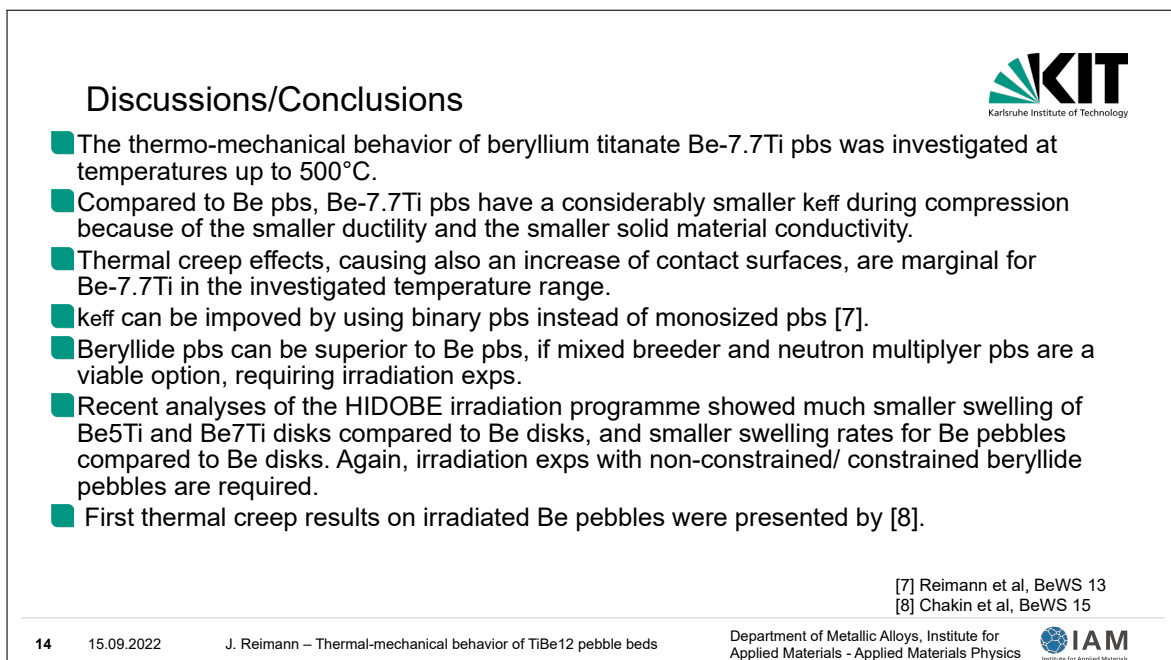 KIT
Karlsruhe Institute of Technology
Discussions/Conclusions
The thermo-mechanical behavior of beryllium titanate Be-7.7Ti pbs was investigated at
temperatures up to 500°C.
Compared to Be pbs, Be-7.7Ti pbs have a considerably smaller keff during compression
because of the smaller ductility and the smaller solid material conductivity.
Thermal creep effects, causing also an increase of contact surfaces, are marginal for
Be-7.7Ti in the investigated temperature range.
keff can be impoved by using binary pbs instead of monosized pbs [7].
Beryllide pbs can be superior to Be pbs, if mixed breeder and neutron multiplyer pbs are a
viable option, requiring irradiation exps.
Recent analyses of the HIDOBE irradiation programme showed much smaller swelling of
Be5Ti and Be7Ti disks compared to Be disks, and smaller swelling rates for Be pebbles
compared to Be disks. Again, irradiation exps with non-constrained/ constrained beryllide
pebbles are required.
First thermal creep results on irradiated Be pebbles were presented by [8].
[7] Reimann et al, BeWS 13
[8] Chakin et al, BeWS 15
14 15.09.2022 J. Reimann – Thermal-mechanical behavior of TiBe12 pebble beds
Department of Metallic Alloys, Institute for
Applied Materials - Applied Materials Physics
IAM
Institute for Applied Materials